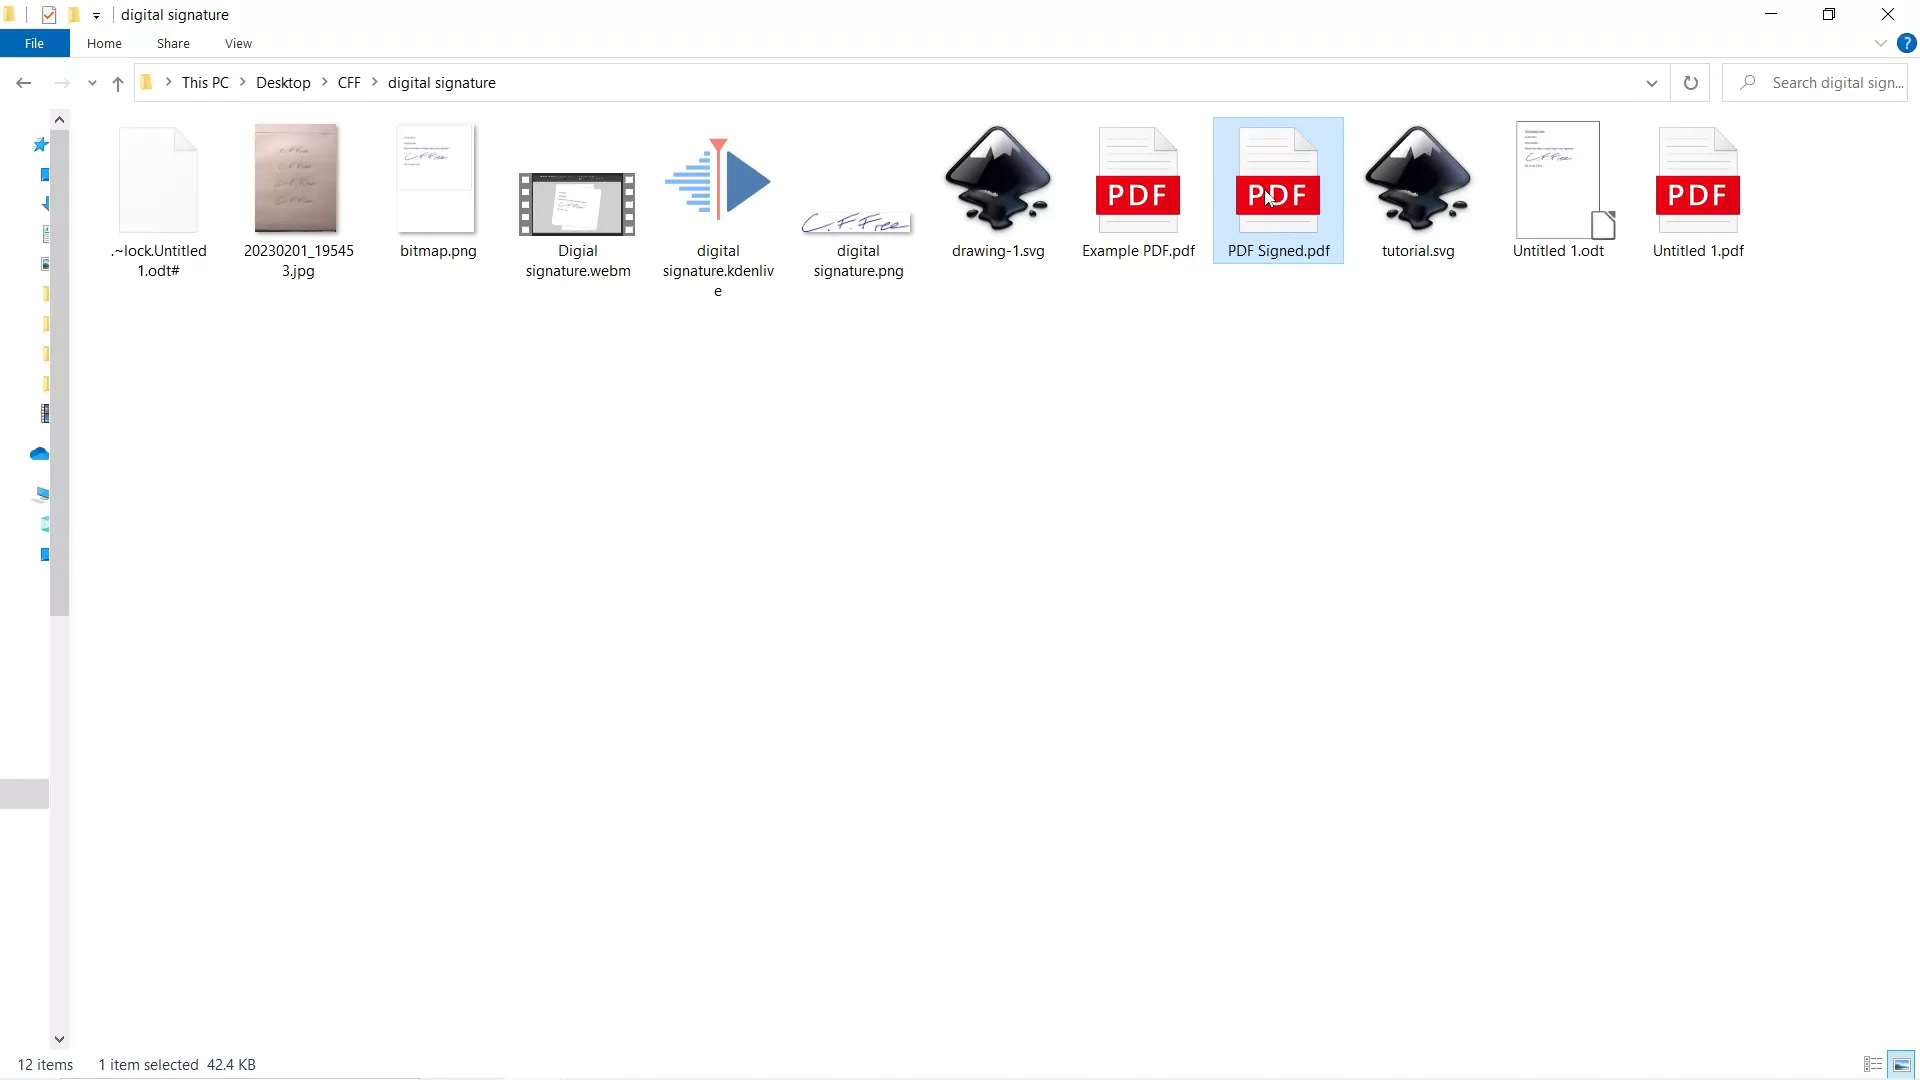 digital signature
File
Home
Share
View
This PC
Desktop
CFF
digital signature
Search digital sign...
PDF
PDF
PDF
C.F.Free
.~lock.Untitled
1.odt#
20230201_19545
3.jpg
bitmap.png
Digial
signature.webm
digital
signature.kdenliv
e
digital
signature.png
drawing-1.svg
Example PDF.pdf
PDF Signed.pdf
tutorial.svg
Untitled 1.odt
Untitled 1.pdf
12 items
1 item selected
42.4 KB